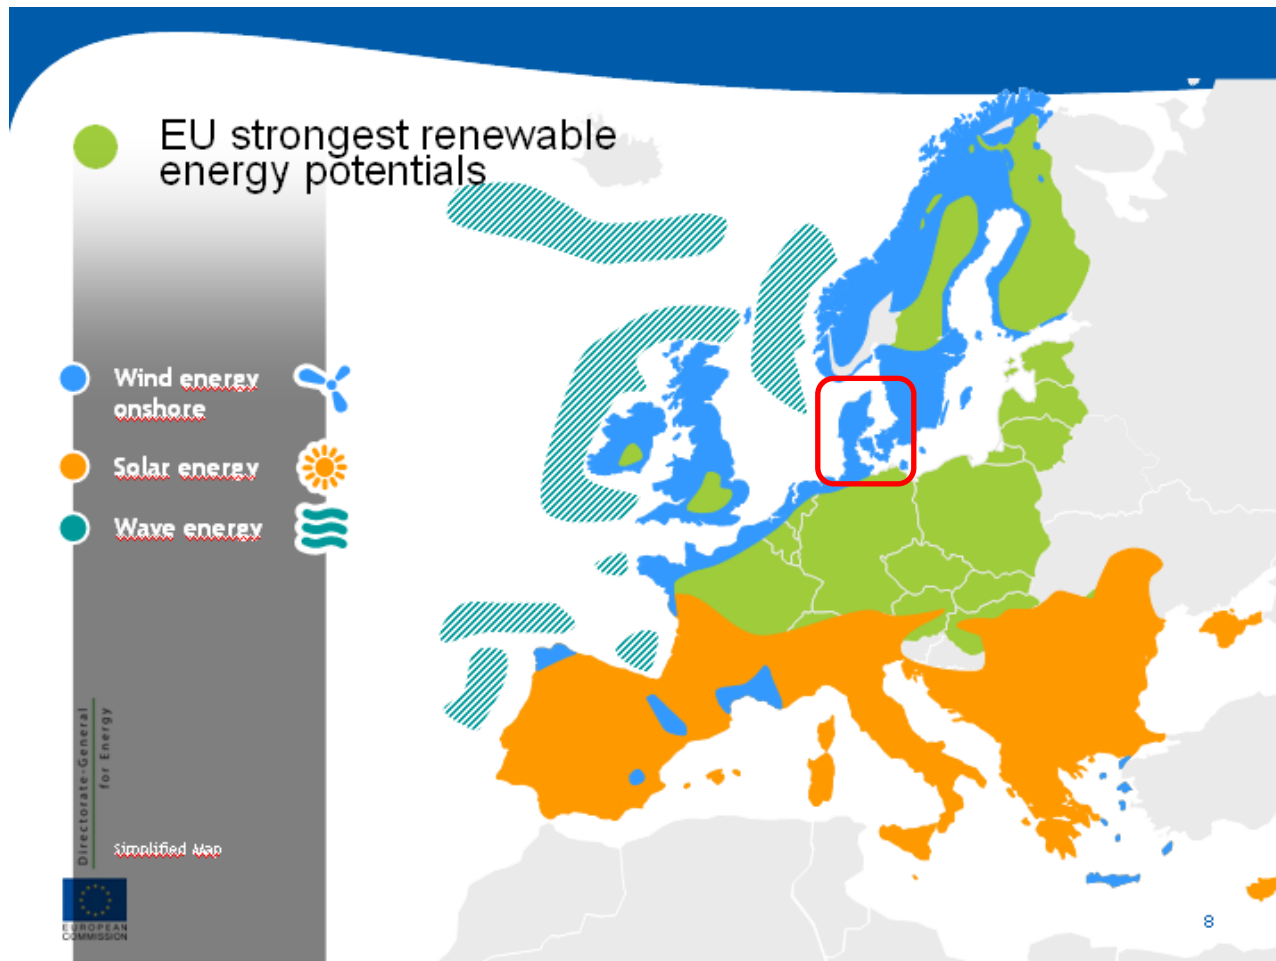 EU strongest renewable
energy potentials
Wind energy
onshore
Solar energy
Wave energy
Directorate-General
for Energy
Simplified Map
EUROPEAN
COMMISSION
8